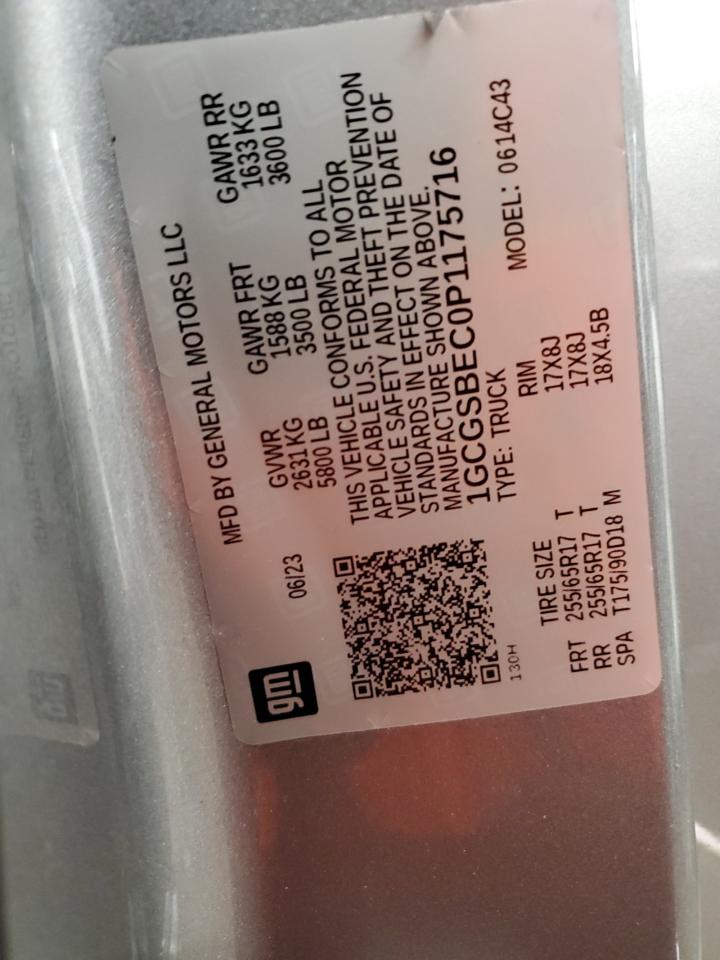 gm
MFD BY GENERAL MOTORS LLC
06/23
GVWR GAWR FRT GAWR RR
2631 KG 1588 KG 1633 KG
5800 LB 3500 LB 3600 LB
THIS VEHICLE CONFORMS TO ALL
APPLICABLE U.S. FEDERAL MOTOR
VEHICLE SAFETY AND THEFT PREVENTION
STANDARDS IN EFFECT ON THE DATE OF
MANUFACTURE SHOWN ABOVE.
1GCGSBEC0P1175716
TYPE: TRUCK MODEL: 0614C43
130H
TIRE SIZE RIM
FRT 255/65R17 T 17X8J
RR 255/65R17 T 17X8J
SPA T175/90D18 M 18X4.5B